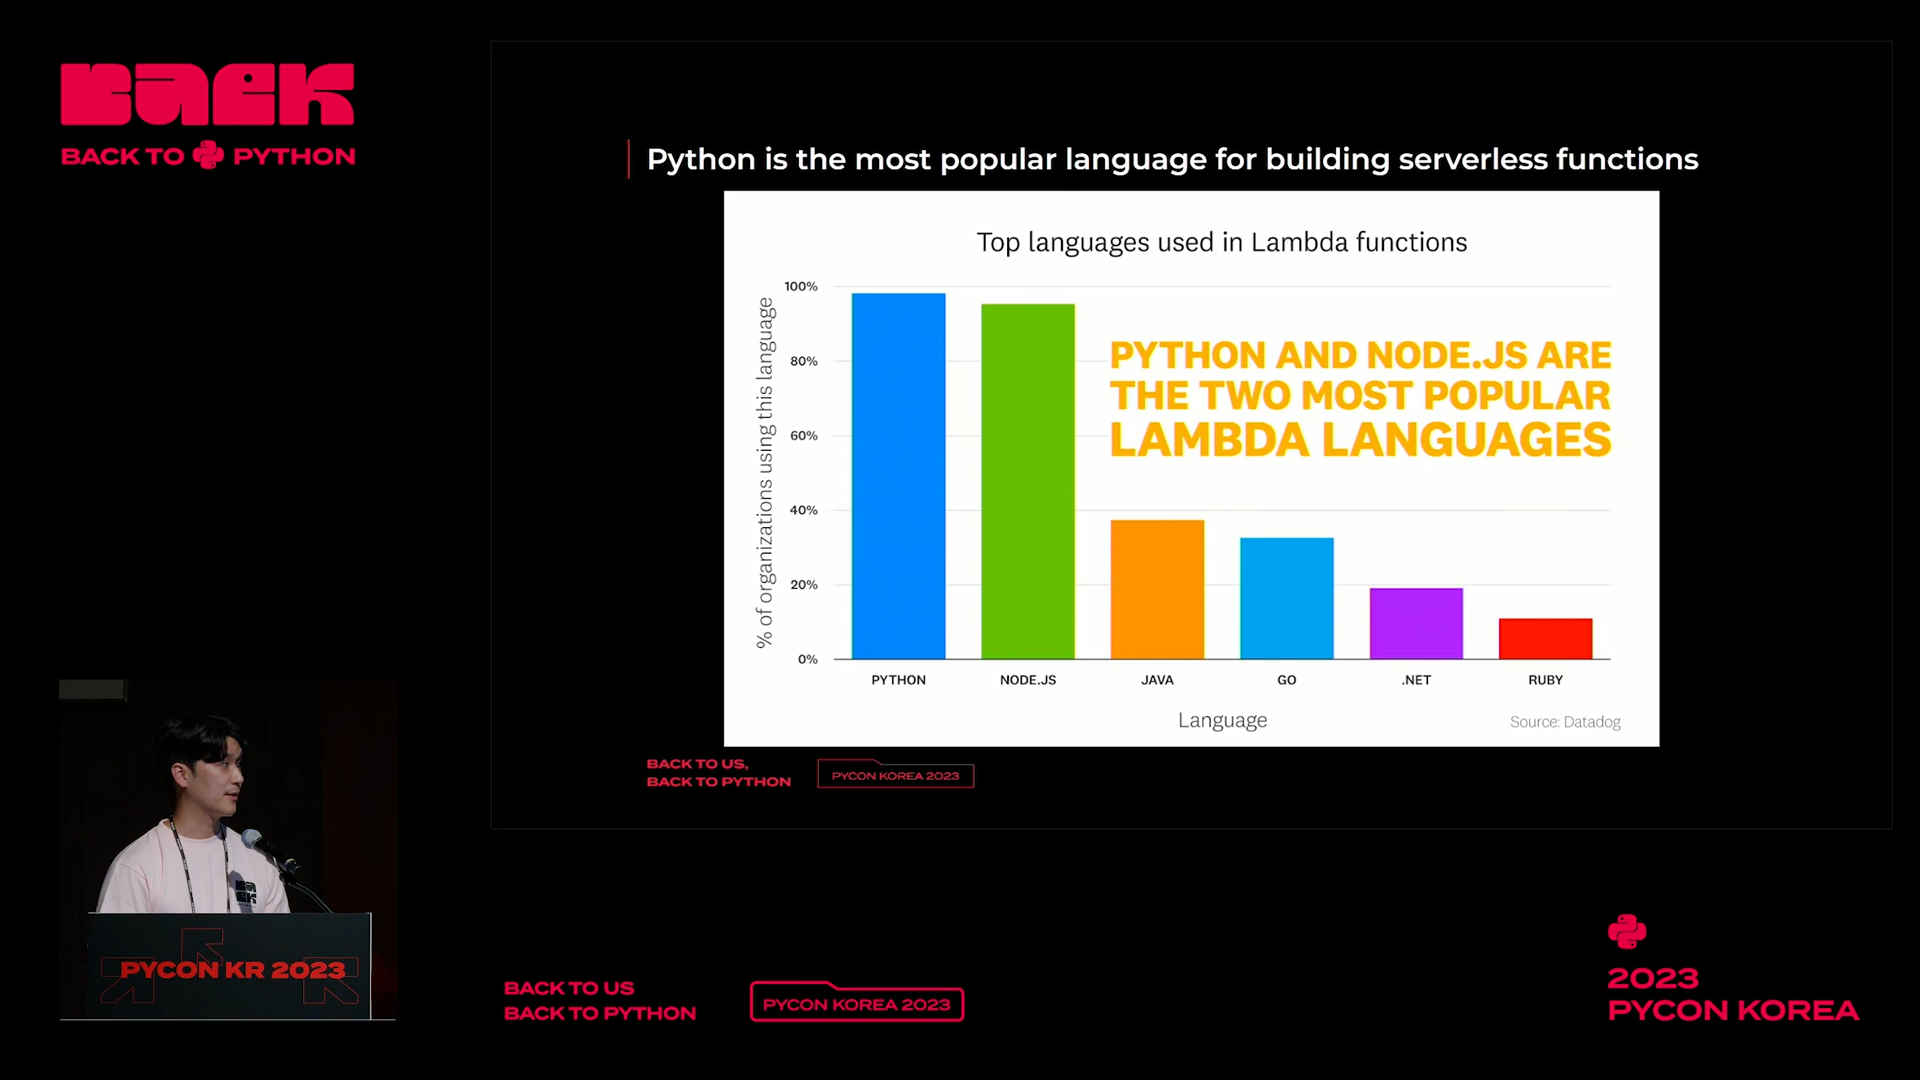 BACK
BACK TO PYTHON
Python is the most popular language for building serverless functions
Top languages used in Lambda functions
% of organizations using this language
100%
80%
60%
40%
20%
0%
PYTHON AND NODE.JS ARE
THE TWO MOST POPULAR
LAMBDA LANGUAGES
PYTHON
NODE.JS
JAVA
GO
.NET
RUBY
Language
Source: Datadog
BACK TO US,
BACK TO PYTHON
PYCON KOREA 2023
BACK
PYCON KR 2023
BACK TO US
BACK TO PYTHON
PYCON KOREA 2023
2023
PYCON KOREA